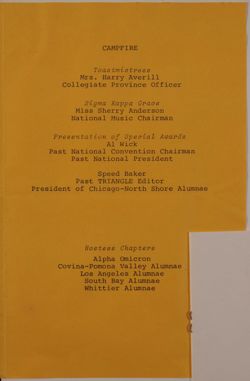 CAMPFIRE
Toastmistress
Mrs. Harry Averill
Collegiate Province Officer
Sigma Kappa Grace
Miss Sherry Anderson
National Music Chairman
Presentation of Special Awards
Al Wick
Past National Convention Chairman
Past National President
Speed Baker
Past TRIANGLE Editor
President of Chicago-North Shore Alumnae
Hostess Chapters
Alpha Omicron
Covina-Pomona Valley Alumnae
Los Angeles Alumnae
South Bay Alumnae
Whittier Alumnae